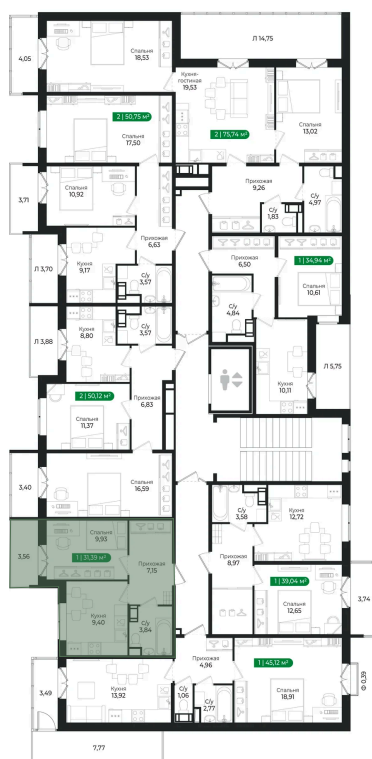 Л 14,75
4,05
Спальня
18,53
Кухня-
гостиная
19,53
Спальня
13,02
2 | 50,75 м²
Спальня
17,50
2 | 75,74 м²
Спальня
10,92
3,71
Прихожая
9,26
С/у
1,83
С/у
4,97
Прихожая
6,63
Кухня
9,17
Л 3,70
С/у
3,57
Прихожая
6,50
1 | 34,94 м²
Спальня
10,61
С/у
4,84
Л 3,88
Кухня
8,80
С/у
3,57
Л 5,75
Кухня
10,11
2 | 50,12 м²
Спальня
11,37
Прихожая
6,83
3,40
Спальня
16,59
С/у
3,58
Кухня
12,72
3,56
Спальня
9,93
1 | 31,39 м²
Прихожая
7,15
Прихожая
8,97
1 | 39,04 м²
Спальня
12,65
3,74
Кухня
9,40
С/у
3,84
Прихожая
4,96
1 | 45,12 м²
Ф 0,39
3,49
Кухня
13,92
С/у
1,06
С/у
2,77
Спальня
18,91
7,77